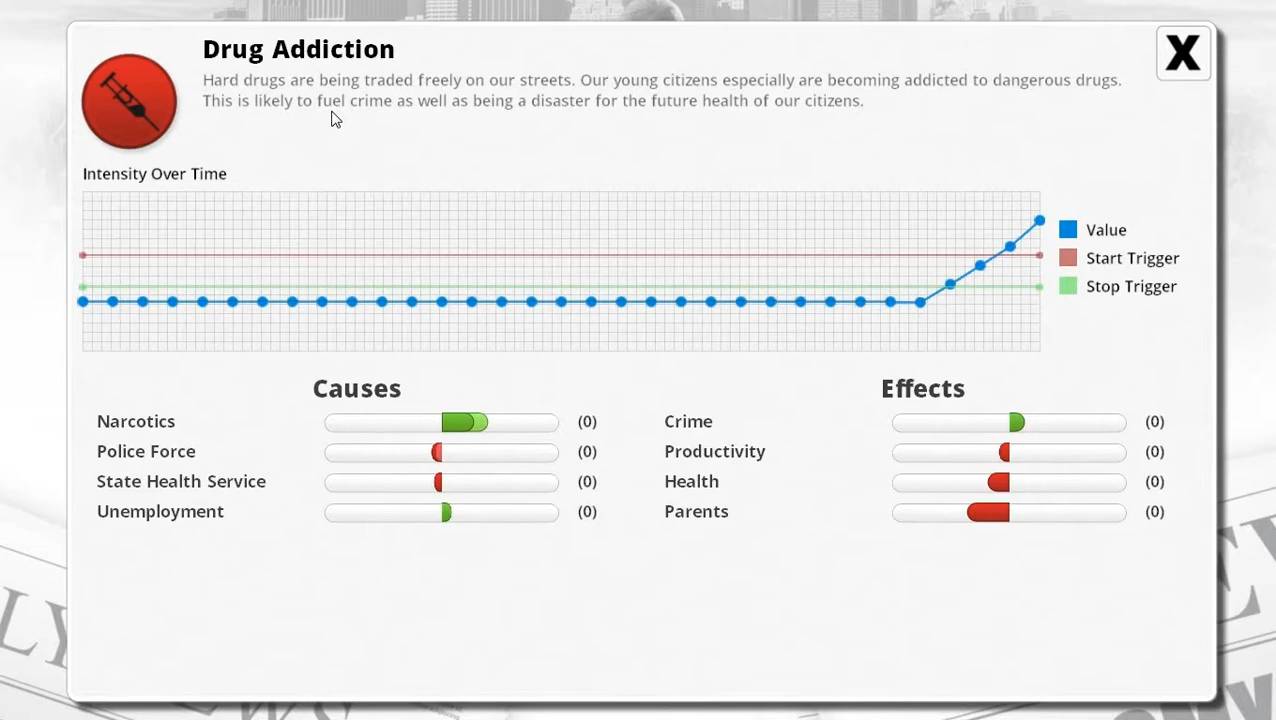 Drug Addiction
X
Hard drugs are being traded freely on our streets. Our young citizens especially are becoming addicted to dangerous drugs.
This is likely to fuel crime as well as being a disaster for the future health of our citizens.
Intensity Over Time
Value
Start Trigger
Stop Trigger
Causes
Narcotics (0)
Police Force (0)
State Health Service (0)
Unemployment (0)
Effects
Crime (0)
Productivity (0)
Health (0)
Parents (0)